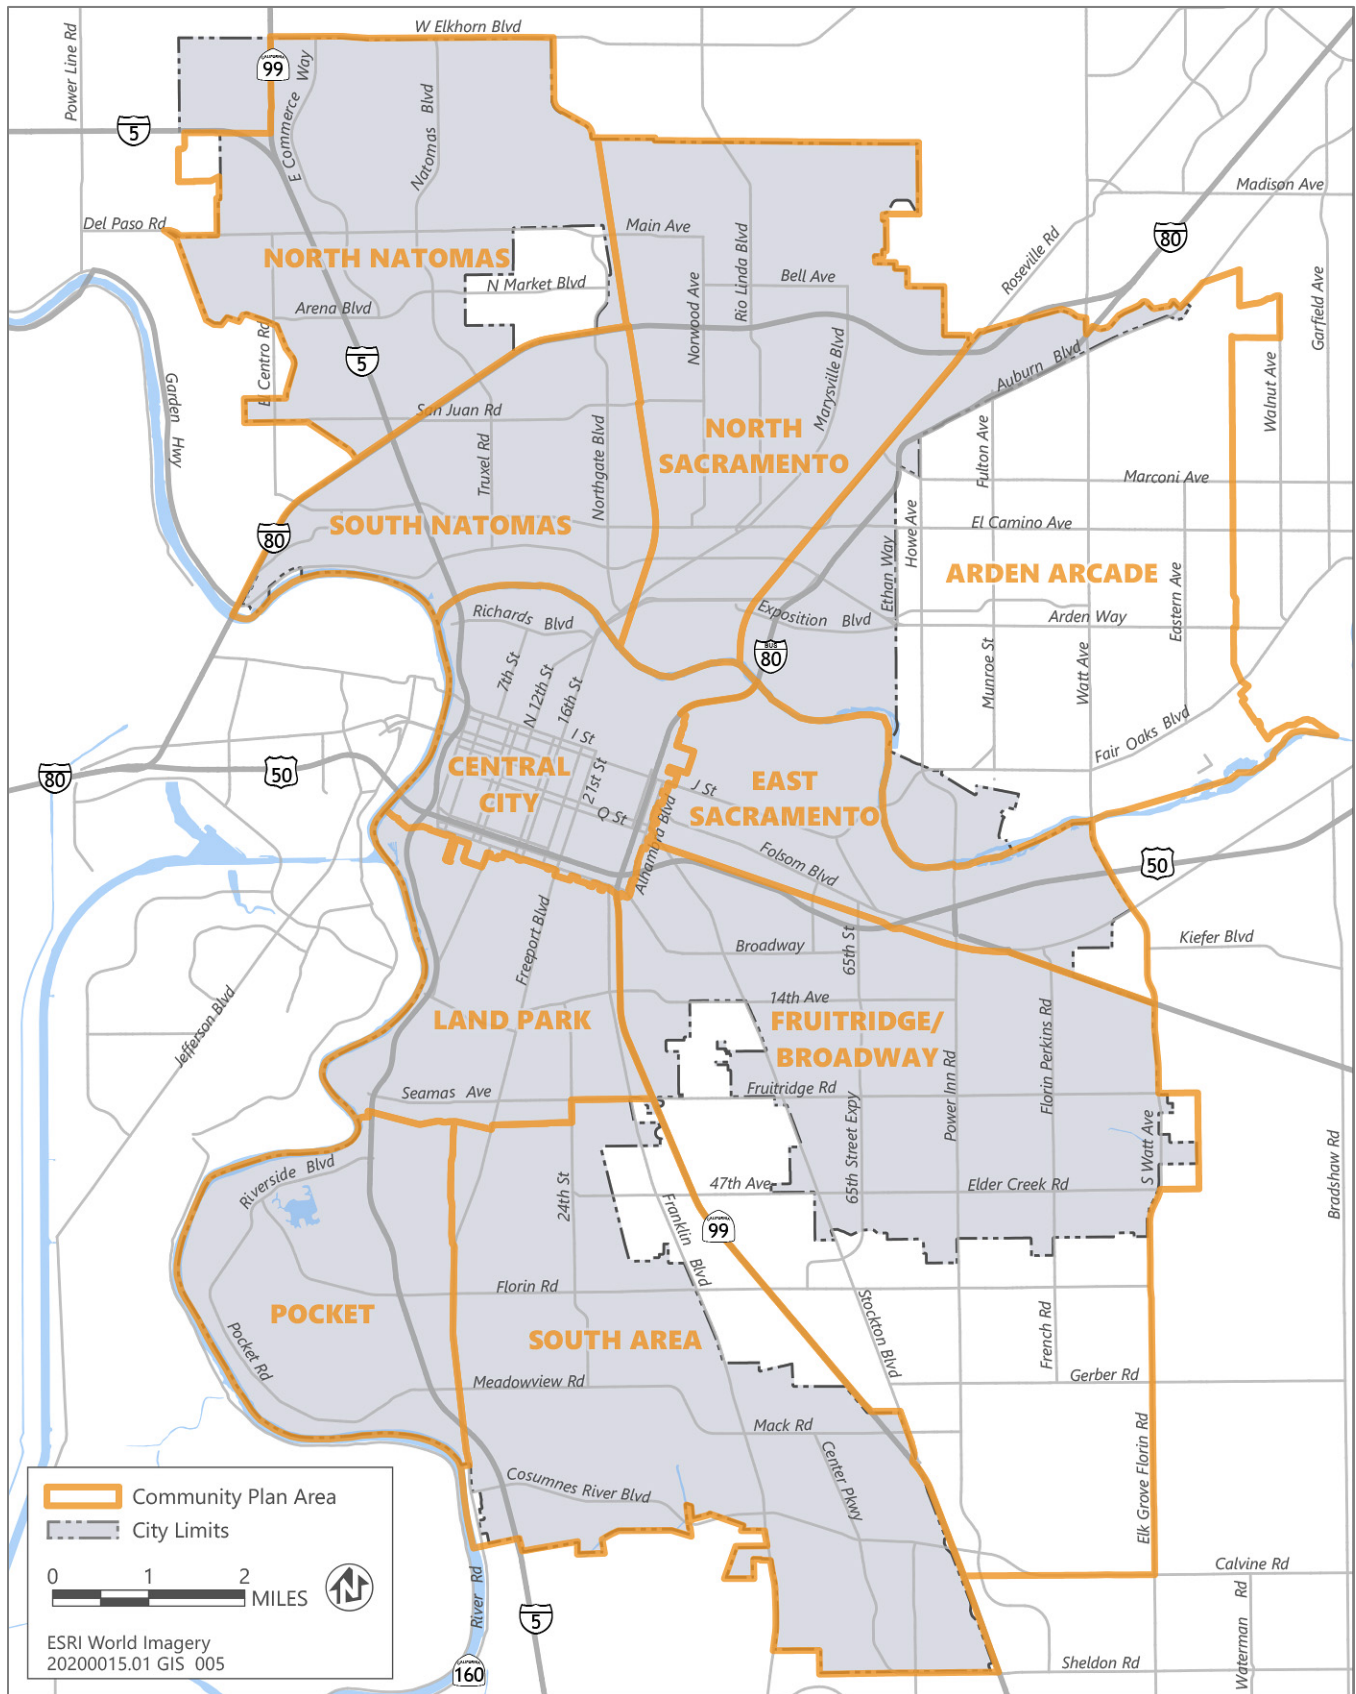 W Elkhorn Blvd
Power Line Rd
CALIFORNIA
99
E Commerce Way
Natomas Blvd
5
Madison Ave
Del Paso Rd
Main Ave
80
NORTH NATOMAS
Rio Linda Blvd
Roseville Rd
Bell Ave
N Market Blvd
Norwood Ave
Garfield Ave
Arena Blvd
El Centro Rd
5
Marysville Blvd
Auburn Blvd
Walnut Ave
Garden Hwy
San Juan Rd
Truxel Rd
Northgate Blvd
NORTH
SACRAMENTO
Fulton Ave
Marconi Ave
SOUTH NATOMAS
El Camino Ave
80
Howe Ave
Ethan Way
ARDEN ARCADE
Eastern Ave
Richards Blvd
Exposition Blvd
Arden Way
BUS
80
7th St
N 12th St
16th St
Munroe St
Watt Ave
I St
Fair Oaks Blvd
80
50
CENTRAL
CITY
21st St
Q St
J St
EAST
SACRAMENTO
Alhambra Blvd
Folsom Blvd
50
Freeport Blvd
Broadway
65th St
Kiefer Blvd
14th Ave
Jefferson Blvd
LAND PARK
FRUITRIDGE/
BROADWAY
Florin Perkins Rd
Power Inn Rd
Seamas Ave
Fruitridge Rd
65th Street Expy
S Watt Ave
Bradshaw Rd
Riverside Blvd
24th St
47th Ave
Elder Creek Rd
Franklin Blvd
CALIFORNIA
99
Florin Rd
POCKET
SOUTH AREA
Pocket Rd
Stockton Blvd
French Rd
Meadowview Rd
Gerber Rd
Mack Rd
Center Pkwy
Elk Grove Florin Rd
Cosumnes River Blvd
Community Plan Area
City Limits
0 1 2
MILES
N
ESRI World Imagery
20200015.01 GIS 005
River Rd
5
CALIFORNIA
160
Calvine Rd
Waterman Rd
Sheldon Rd